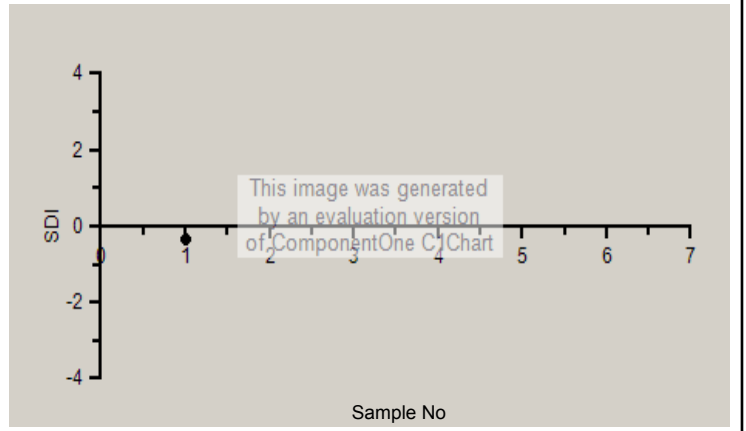 4
2
SDI
0
-2
-4
0 1 2 3 4 5 6 7
This image was generated
by an evaluation version
of ComponentOne C1Chart
Sample No